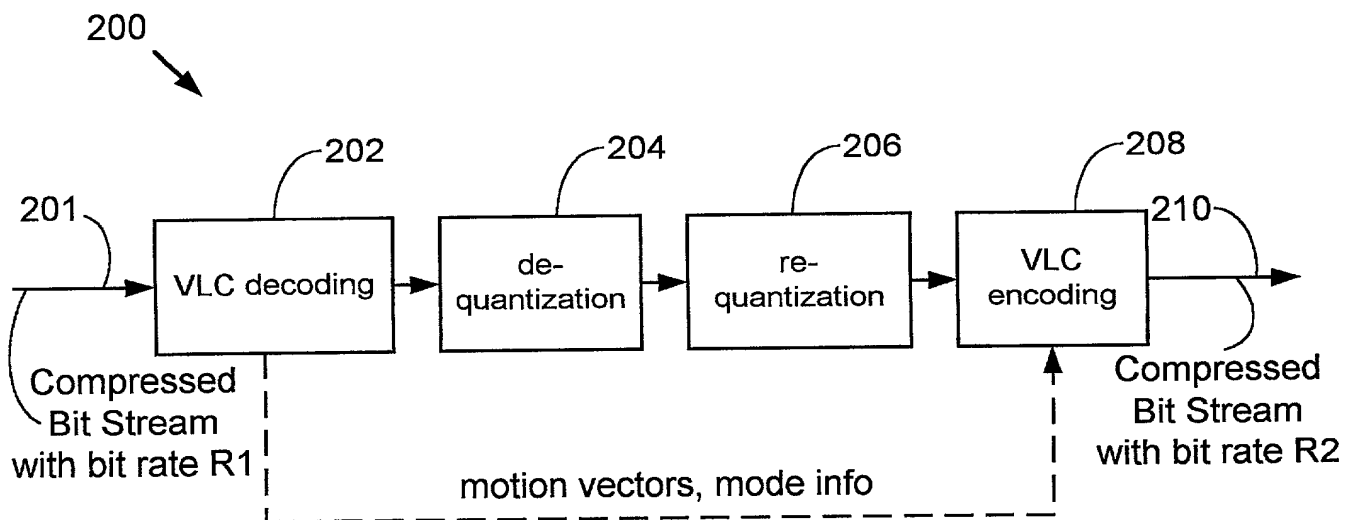 200
202
204
206
208
201
210
VLC decoding
de-
quantization
re-
quantization
VLC
encoding
Compressed
Bit Stream
with bit rate R1
Compressed
Bit Stream
with bit rate R2
motion vectors, mode info